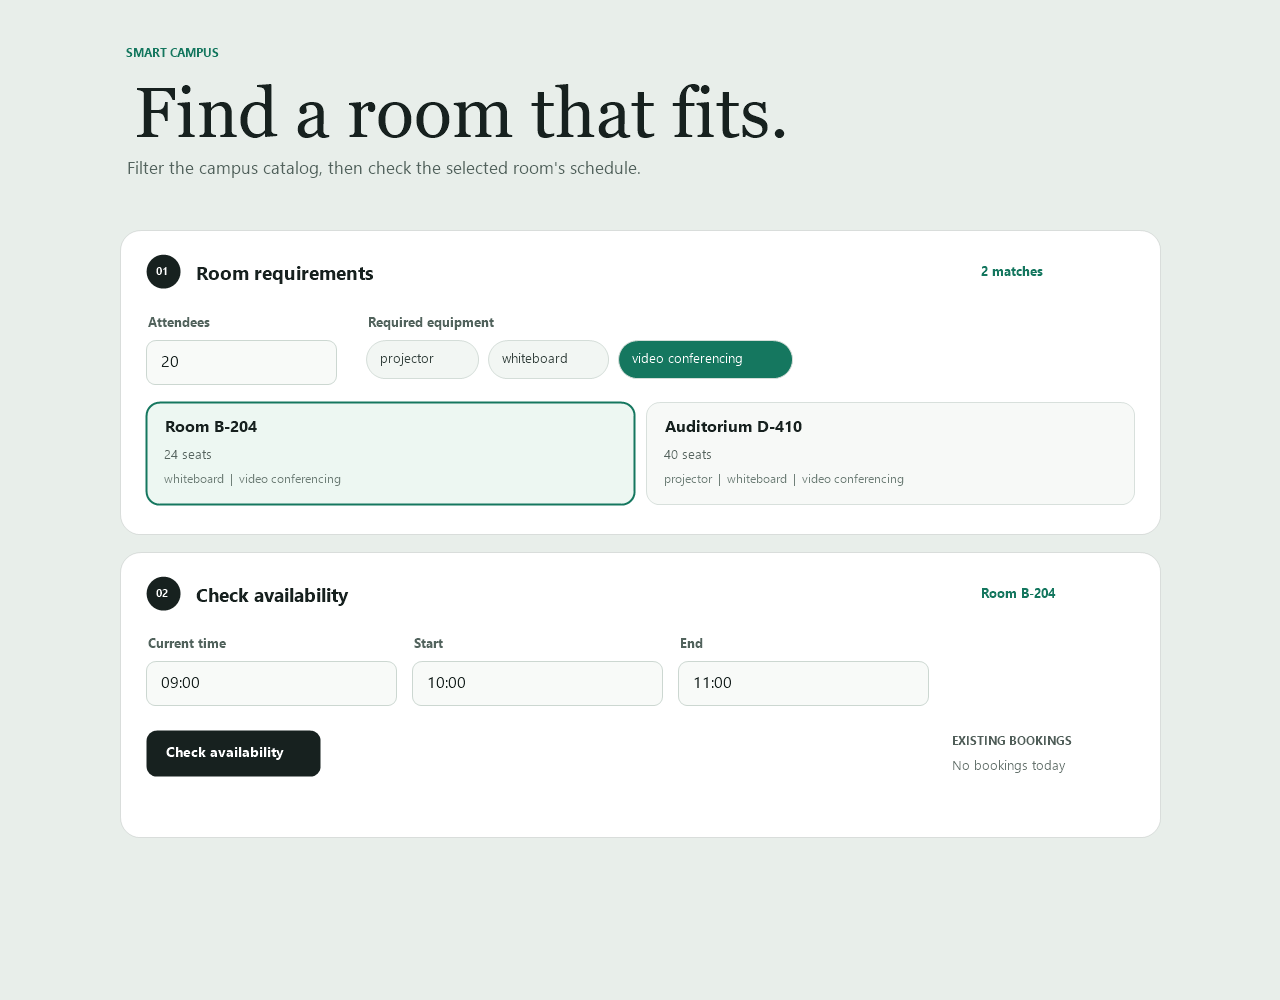 SMART CAMPUS
Find a room that fits.
Filter the campus catalog, then check the selected room's schedule.
01 Room requirements 2 matches
Attendees Required equipment
20 projector whiteboard video conferencing
Room B-204 Auditorium D-410
24 seats 40 seats
whiteboard | video conferencing projector | whiteboard | video conferencing
02 Check availability Room B-204
Current time Start End
09:00 10:00 11:00
Check availability EXISTING BOOKINGS
No bookings today